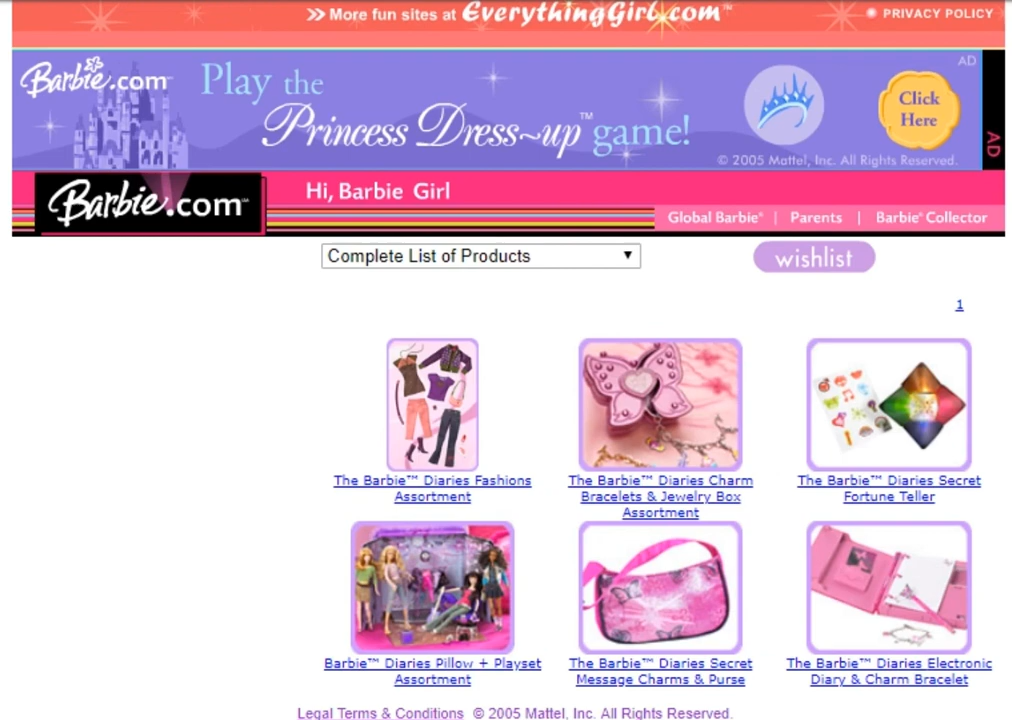 >> More fun sites at EverythingGirl.com™
PRIVACY POLICY
Barbie.com
Play the
Princess Dress~up™ game!
AD
Click
Here
© 2005 Mattel, Inc. All Rights Reserved.
AD
Barbie.com℠
Hi, Barbie Girl
Global Barbie® | Parents | Barbie® Collector
Complete List of Products ▼
wishlist
1
The Barbie™ Diaries Fashions
Assortment
The Barbie™ Diaries Charm
Bracelets & Jewelry Box
Assortment
The Barbie™ Diaries Secret
Fortune Teller
Barbie™ Diaries Pillow + Playset
Assortment
The Barbie™ Diaries Secret
Message Charms & Purse
The Barbie™ Diaries Electronic
Diary & Charm Bracelet
Legal Terms & Conditions © 2005 Mattel, Inc. All Rights Reserved.